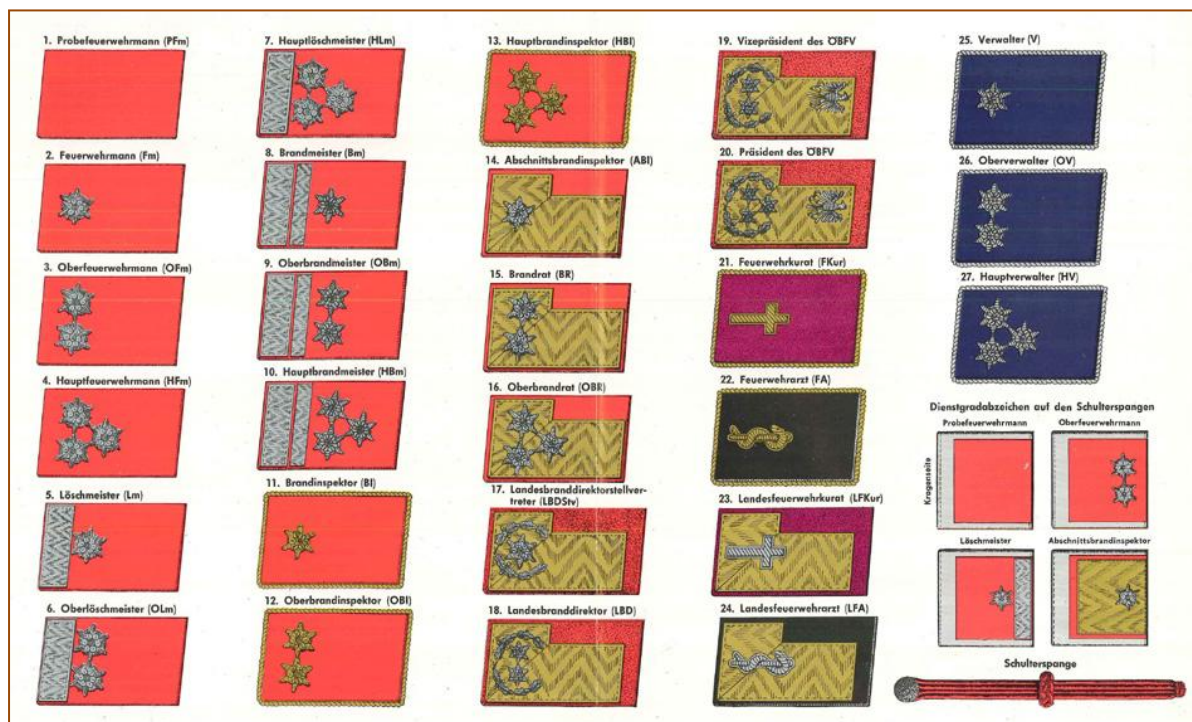 1. Probefeuerwehrmann (PFm)
2. Feuerwehrmann (Fm)
3. Oberfeuerwehrmann (OFm)
4. Hauptfeuerwehrmann (HFm)
5. Löschmeister (Lm)
6. Oberlöschmeister (OLm)
7. Hauptlöschmeister (HLm)
8. Brandmeister (Bm)
9. Oberbrandmeister (OBm)
10. Hauptbrandmeister (HBm)
11. Brandinspektor (BI)
12. Oberbrandinspektor (OBI)
13. Hauptbrandinspektor (HBI)
14. Abschnittsbrandinspektor (ABI)
15. Brandrat (BR)
16. Oberbrandrat (OBR)
17. Landesbranddirektorstellver-
treter (LBDStv)
18. Landesbranddirektor (LBD)
19. Vizepräsident des ÖBFV
20. Präsident des ÖBFV
21. Feuerwehrkurat (FKur)
22. Feuerwehrarzt (FA)
23. Landesfeuerwehrkurat (LFKur)
24. Landesfeuerwehrarzt (LFA)
25. Verwalter (V)
26. Oberverwalter (OV)
27. Hauptverwalter (HV)
Dienstgradabzeichen auf den Schulterspangen
Probefeuerwehrmann
Oberfeuerwehrmann
Kragenseite
Löschmeister
Abschnittsbrandinspektor
Schulterspange